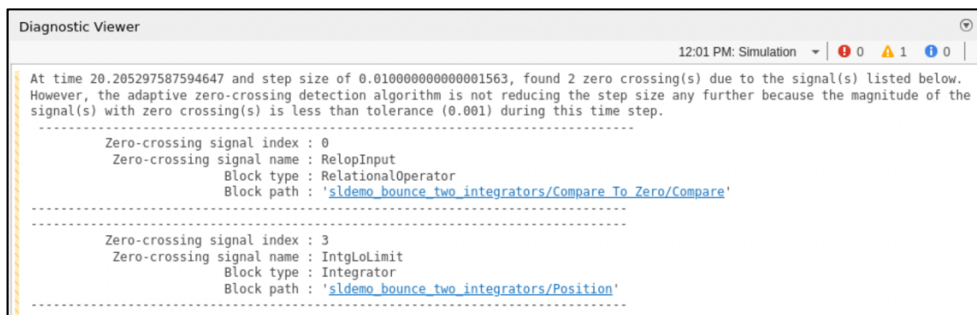 Diagnostic Viewer
12:01 PM: Simulation 0 1 0
At time 20.205297587594647 and step size of 0.010000000000001563, found 2 zero crossing(s) due to the signal(s) listed below.
However, the adaptive zero-crossing detection algorithm is not reducing the step size any further because the magnitude of the
signal(s) with zero crossing(s) is less than tolerance (0.001) during this time step.
--------------------------------------------------------------------------------
Zero-crossing signal index : 0
Zero-crossing signal name : RelopInput
Block type : RelationalOperator
Block path : 'sldemo_bounce_two_integrators/Compare To Zero/Compare'
--------------------------------------------------------------------------------
--------------------------------------------------------------------------------
Zero-crossing signal index : 3
Zero-crossing signal name : IntgLoLimit
Block type : Integrator
Block path : 'sldemo_bounce_two_integrators/Position'
--------------------------------------------------------------------------------